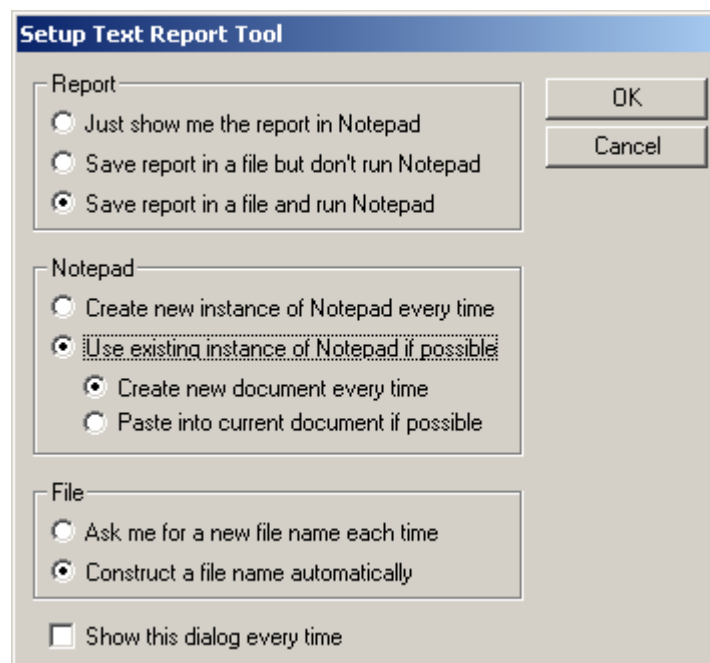 Setup Text Report Tool
Report
Just show me the report in Notepad
Save report in a file but don't run Notepad
Save report in a file and run Notepad
OK
Cancel
Notepad
Create new instance of Notepad every time
Use existing instance of Notepad if possible
Create new document every time
Paste into current document if possible
File
Ask me for a new file name each time
Construct a file name automatically
Show this dialog every time